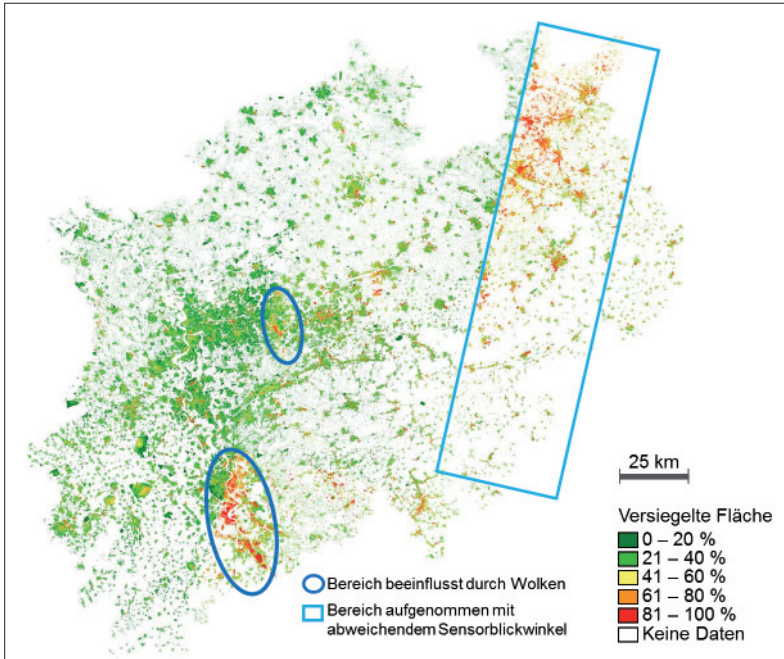 25 km
Versiegelte Fläche
0 – 20 %
21 – 40 %
41 – 60 %
61 – 80 %
81 – 100 %
Keine Daten
Bereich beeinflusst durch Wolken
Bereich aufgenommen mit
abweichendem Sensorblickwinkel